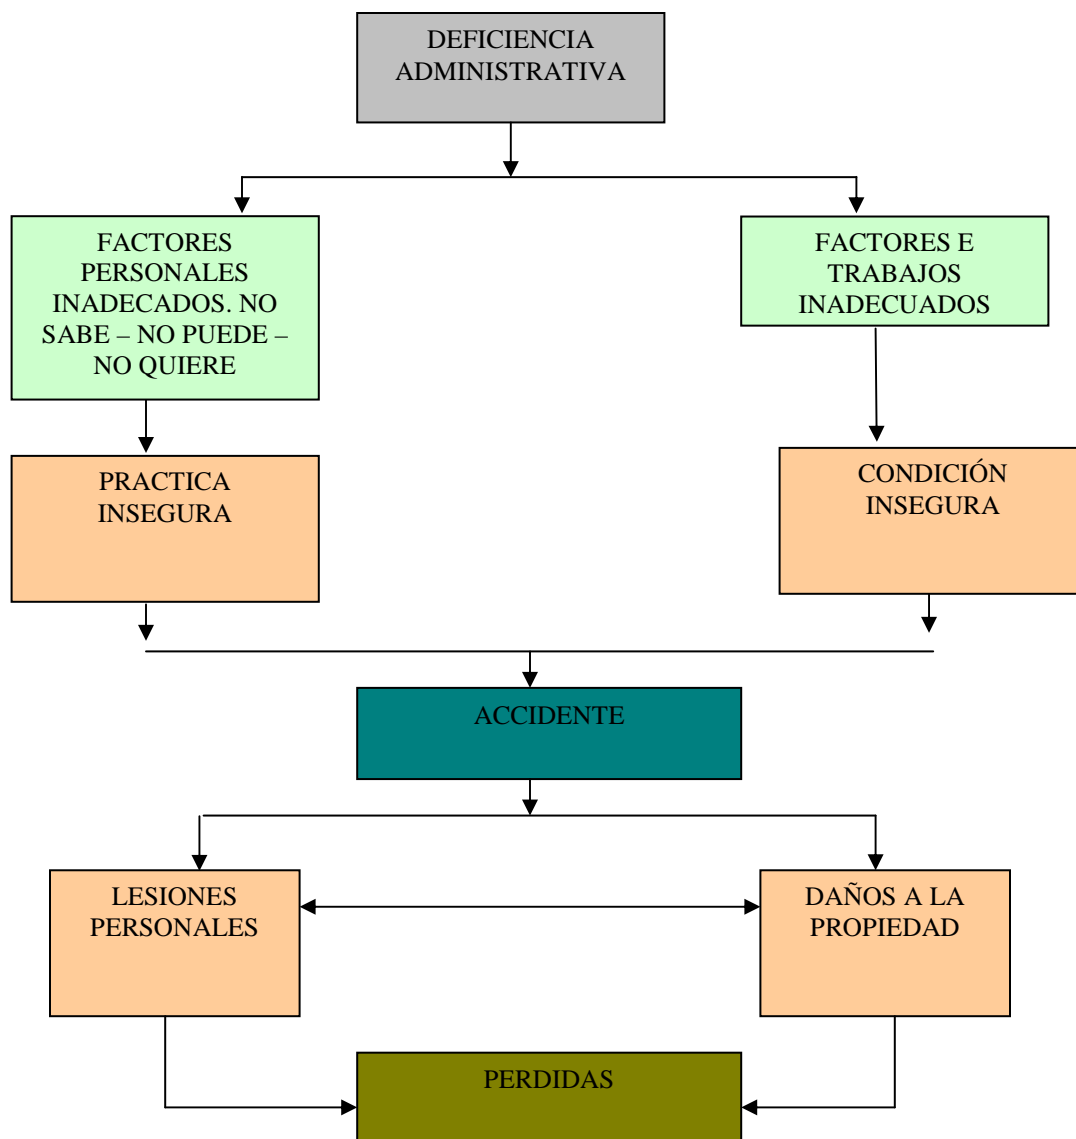 DEFICIENCIA
ADMINISTRATIVA
FACTORES
PERSONALES
INADECADOS. NO
SABE – NO PUEDE –
NO QUIERE
FACTORES E
TRABAJOS
INADECUADOS
PRACTICA
INSEGURA
CONDICIÓN
INSEGURA
ACCIDENTE
LESIONES
PERSONALES
DAÑOS A LA
PROPIEDAD
PERDIDAS